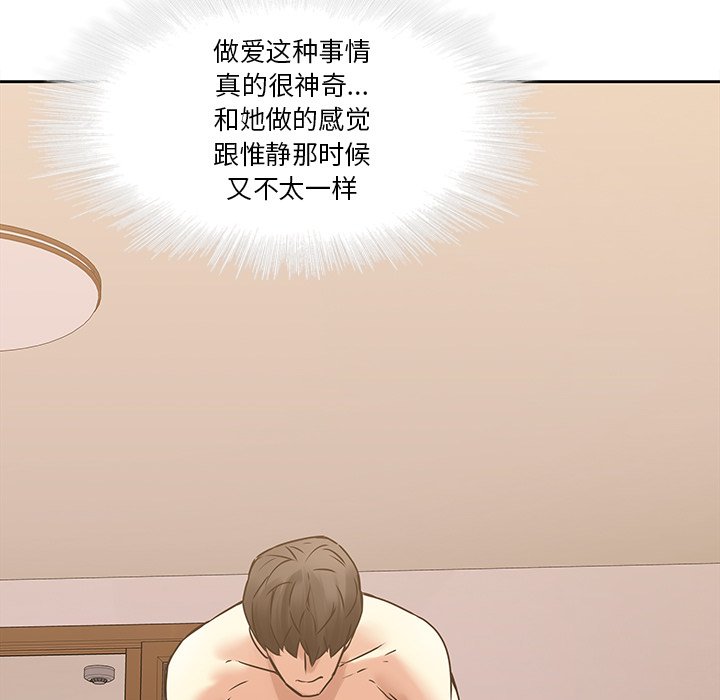 做爱这种事情
真的很神奇...
和她做的感觉
跟惟静那时候
又不太一样